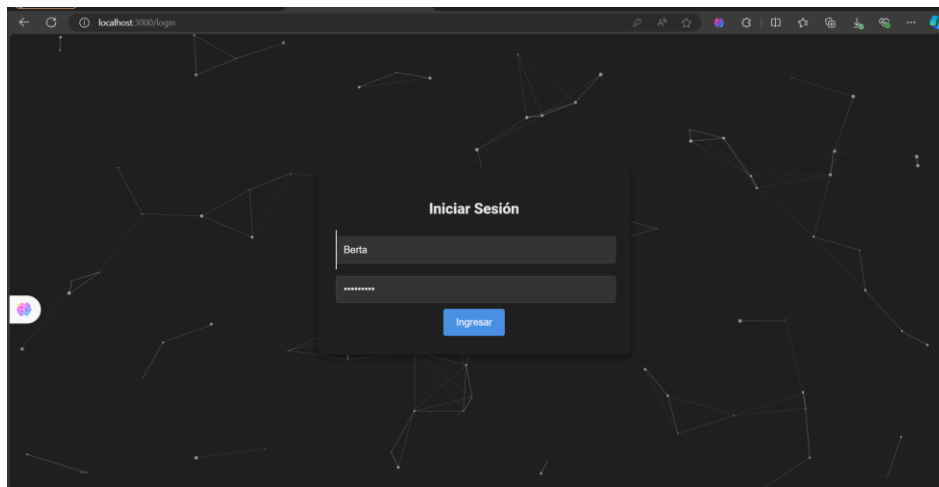 localhost:3000/login
Iniciar Sesión
Berta
•••••••••
Ingresar